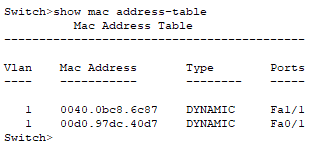 Switch>show mac address-table
          Mac Address Table
-------------------------------------------

Vlan    Mac Address       Type        Ports
----    -----------       --------    -----

   1    0040.0bc8.6c87    DYNAMIC     Fa1/1
   1    00d0.97dc.40d7    DYNAMIC     Fa0/1
Switch>